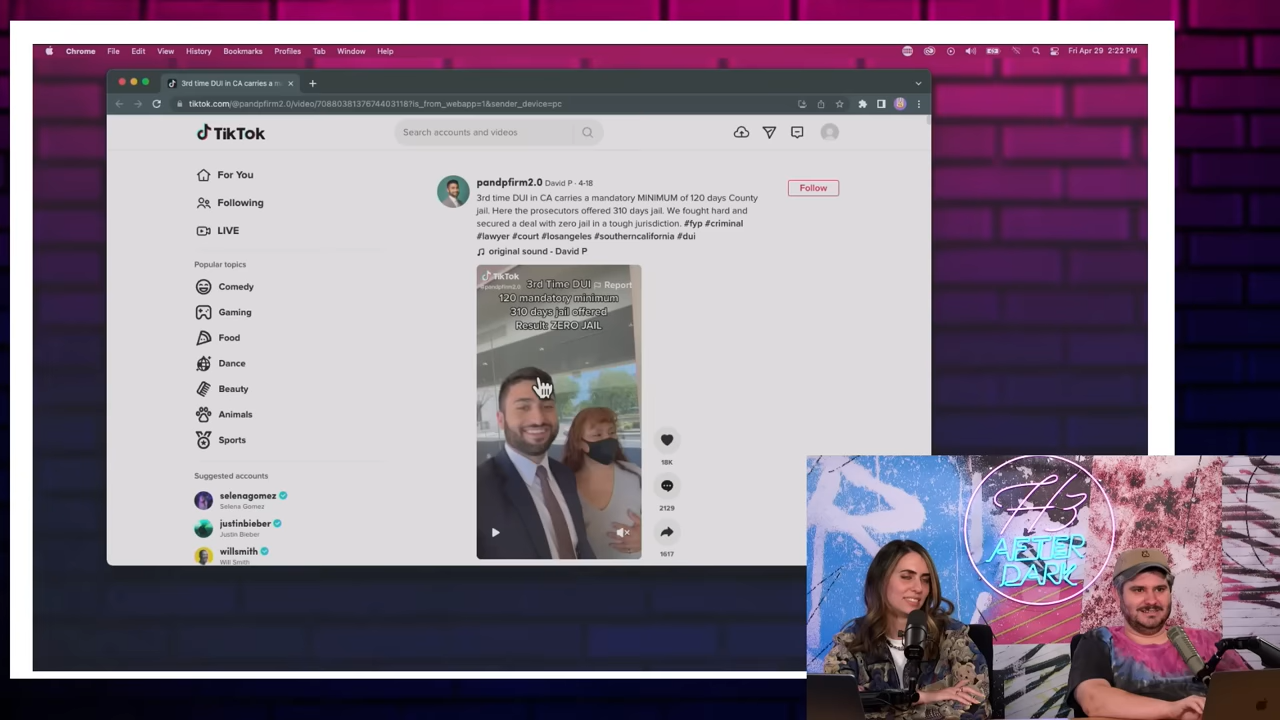 Chrome File Edit View History Bookmarks Profiles Tab Window Help
Fri Apr 29 2:22 PM
3rd time DUI in CA carries a m
tiktok.com/@pandpfirm2.0/video/7088038137674403118?is_from_webapp=1&sender_device=pc
TikTok
Search accounts and videos
For You
Following
LIVE
Popular topics
Comedy
Gaming
Food
Dance
Beauty
Animals
Sports
Suggested accounts
selenagomez
Selena Gomez
justinbieber
Justin Bieber
willsmith
Will Smith
pandpfirm2.0 David P · 4-18
Follow
3rd time DUI in CA carries a mandatory MINIMUM of 120 days County
jail. Here the prosecutors offered 310 days jail. We fought hard and
secured a deal with zero jail in a tough jurisdiction. #fyp #criminal
#lawyer #court #losangeles #southerncalifornia #dui
original sound - David P
TikTok
@pandpfirm2.0
Report
3rd Time DUI
120 mandatory minimum
310 days jail offered
Result: ZERO JAIL
18K
2129
1617
H3
AFTER
DARK